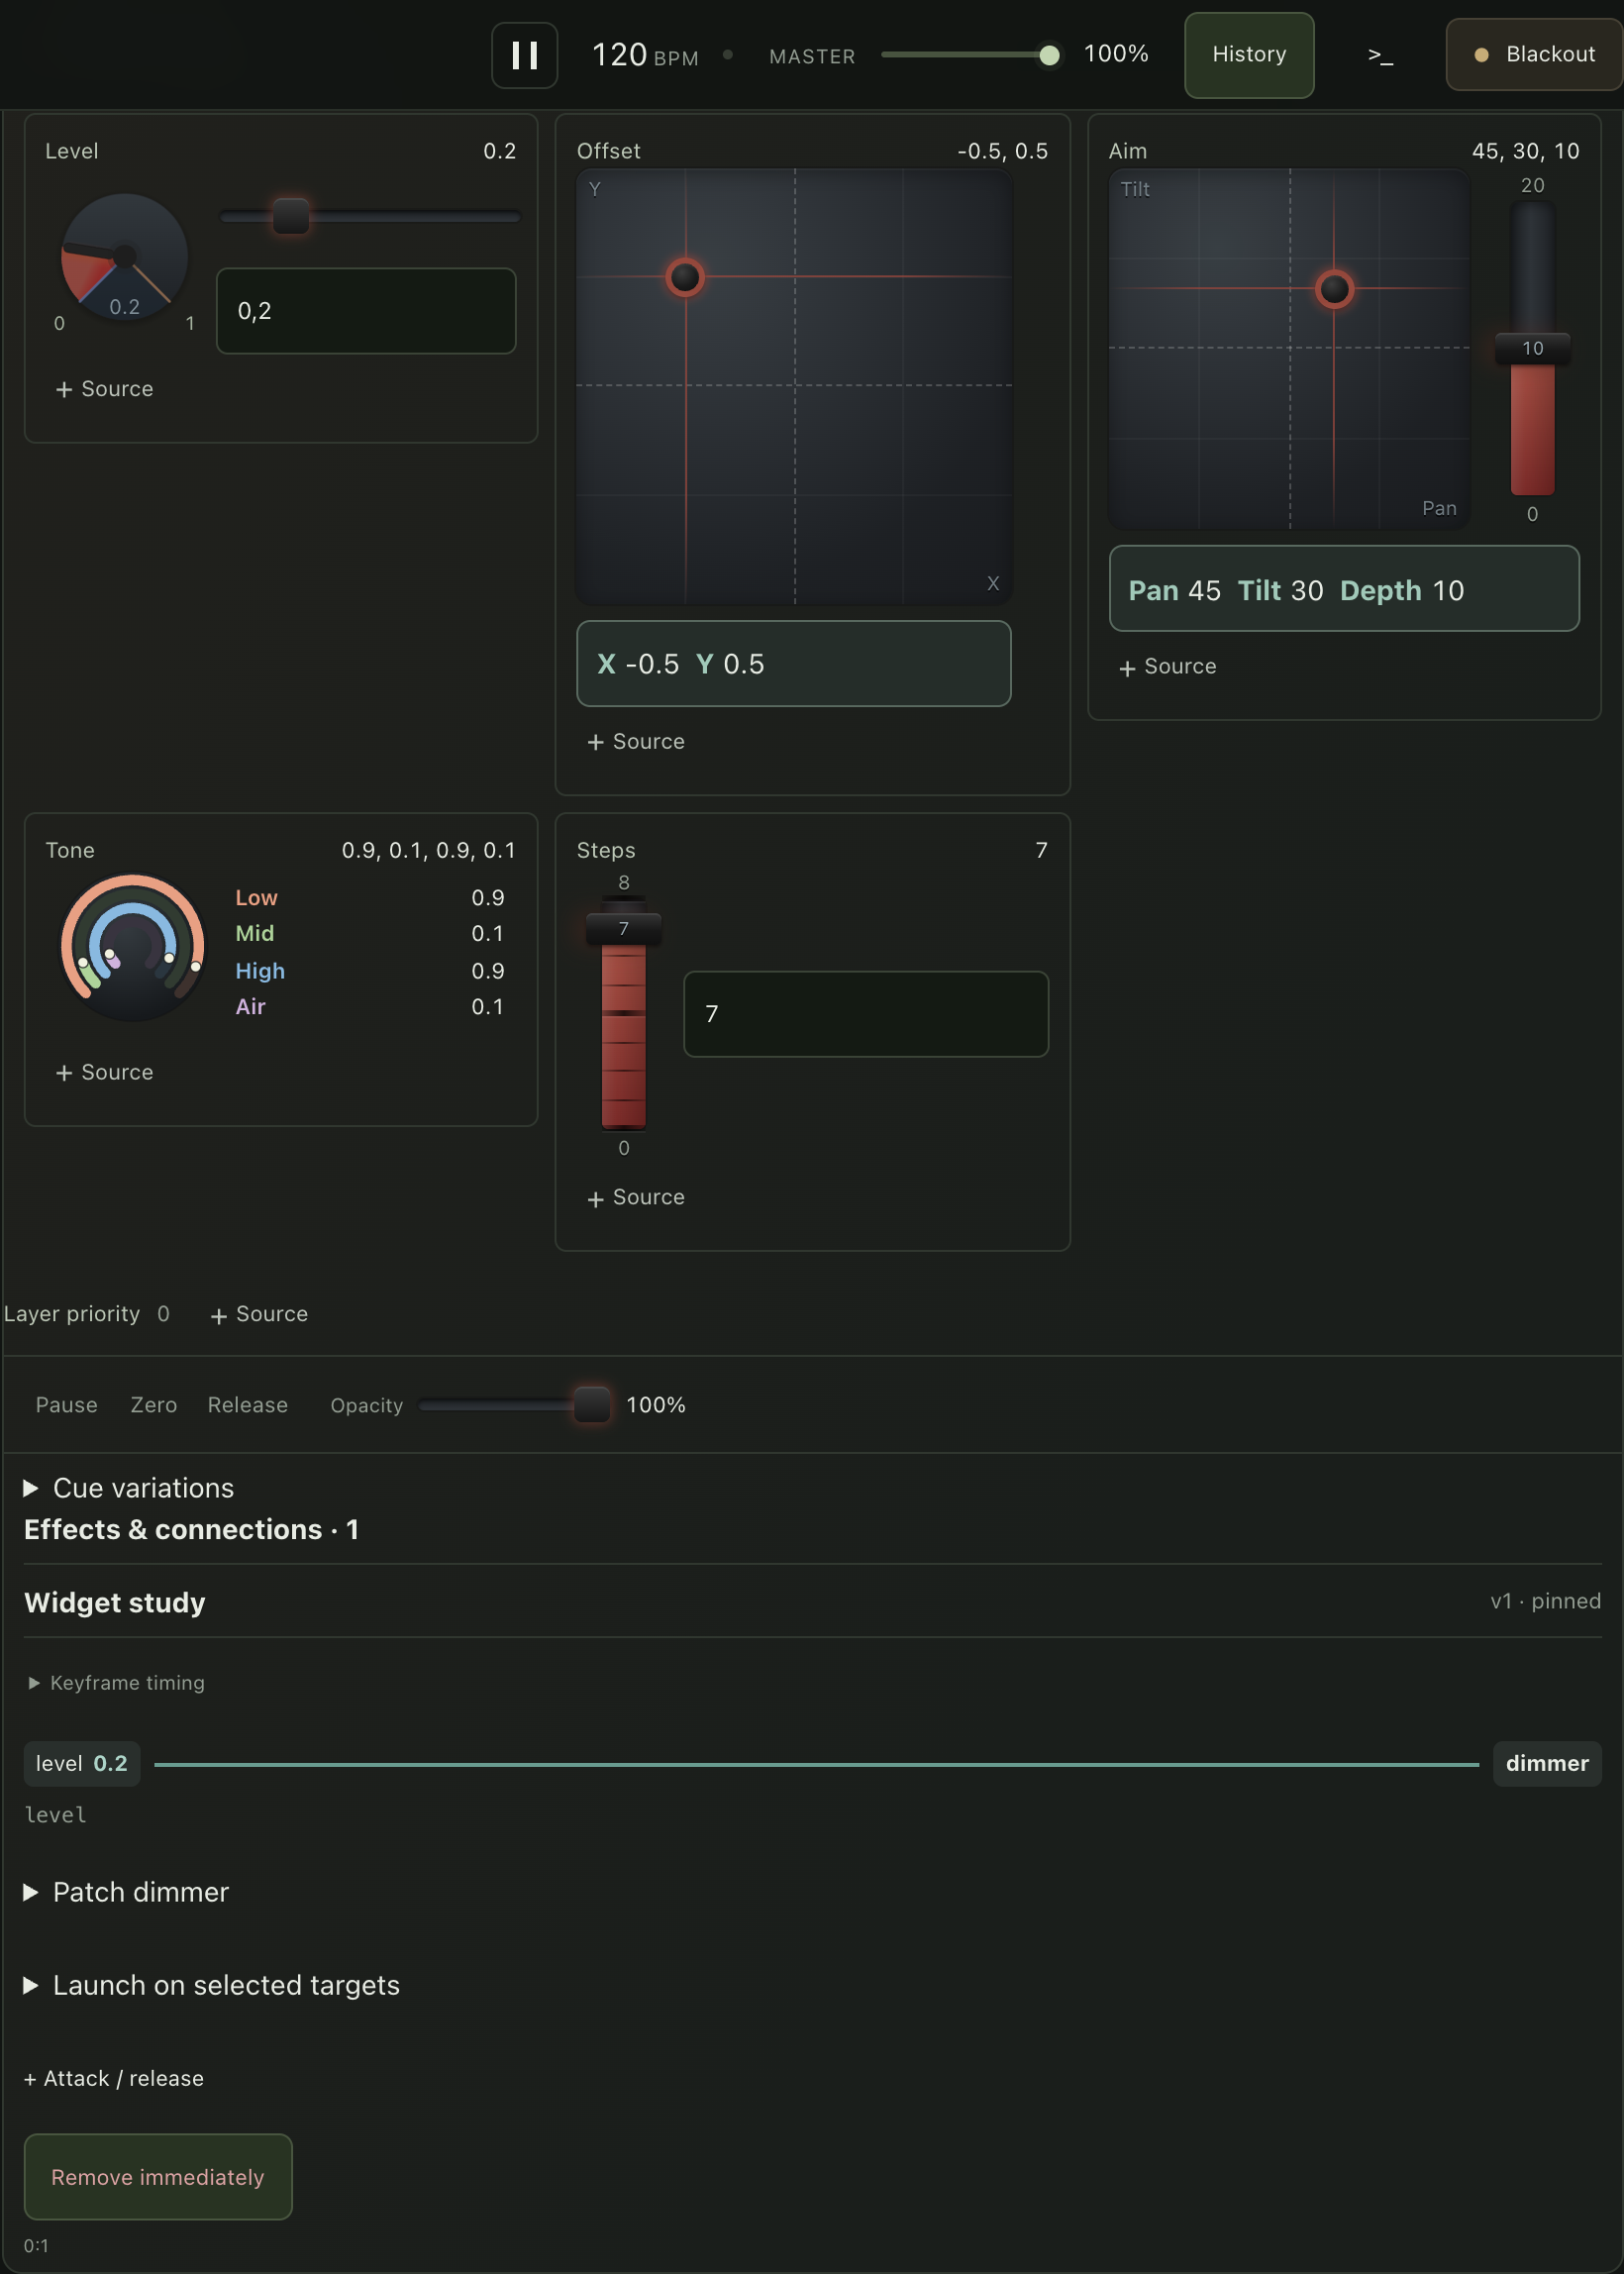 120 BPM MASTER 100% History >_ Blackout
Level 0.2
0.2
0 1
0,2
+ Source
Offset -0.5, 0.5
Y
X
X -0.5 Y 0.5
+ Source
Aim 45, 30, 10
Tilt
20
10
Pan
0
Pan 45 Tilt 30 Depth 10
+ Source
Tone 0.9, 0.1, 0.9, 0.1
Low 0.9
Mid 0.1
High 0.9
Air 0.1
+ Source
Steps 7
8
7
7
0
+ Source
Layer priority 0 + Source
Pause Zero Release Opacity 100%
Cue variations
Effects & connections · 1
Widget study v1 · pinned
Keyframe timing
level 0.2 dimmer
level
Patch dimmer
Launch on selected targets
+ Attack / release
Remove immediately
0:1